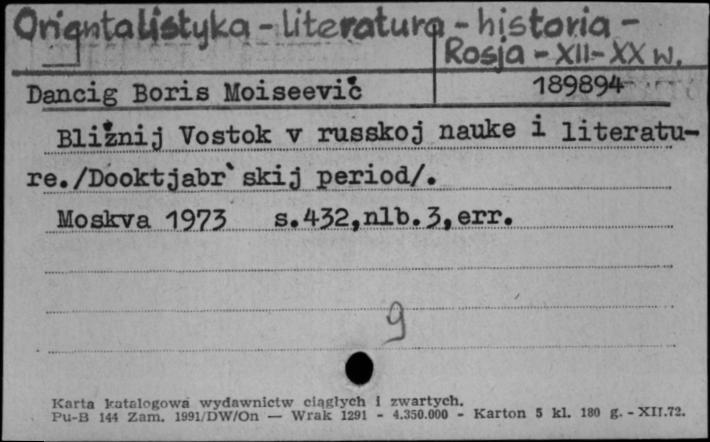 Orientalistyka - literatura - historia -
Rosja - XII - XX w.
Dancig Boris Moiseevič 189894
Bližnij Vostok v russkoj nauke i literatu-
re./Dooktjabr`skij period/.
Moskva 1973 s.432,nlb.3,err.
9
Karta katalogowa wydawnictw ciągłych i zwartych.
Pu-B 144 Zam. 1991/DW/On — Wrak 1291 - 4.350.000 - Karton 5 kl. 180 g. - XII.72.